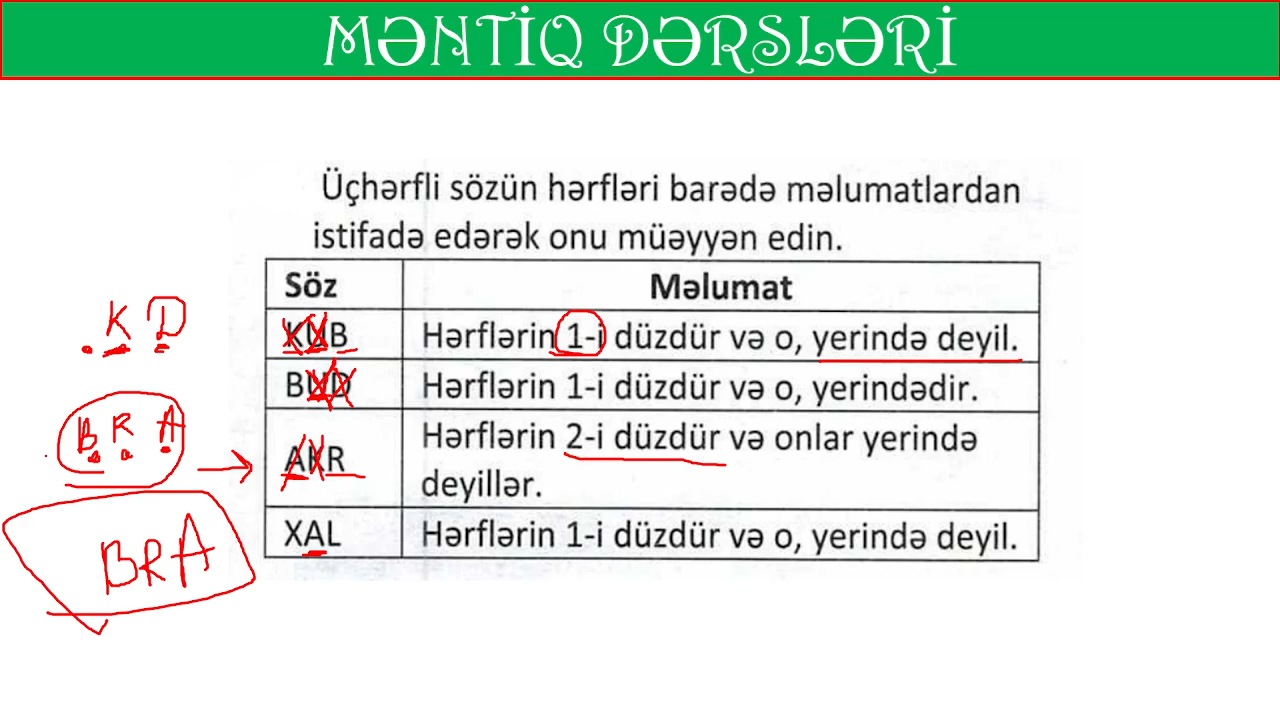 MƏNTİQ DƏRSLƏRİ
Üçhərfli sözün hərfləri barədə məlumatlardan
istifadə edərək onu müəyyən edin.
Söz Məlumat
KUB Hərflərin 1-i düzdür və o, yerində deyil.
BUD Hərflərin 1-i düzdür və o, yerindədir.
AKR Hərflərin 2-i düzdür və onlar yerində
deyillər.
XAL Hərflərin 1-i düzdür və o, yerində deyil.
K D
B R A
BRA